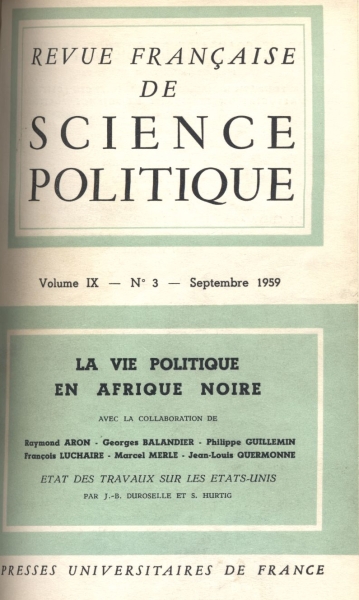 REVUE FRANÇAISE
DE
SCIENCE
POLITIQUE
Volume IX — N° 3 — Septembre 1959
LA VIE POLITIQUE
EN AFRIQUE NOIRE
AVEC LA COLLABORATION DE
Raymond ARON - Georges BALANDIER - Philippe GUILLEMIN
François LUCHAIRE - Marcel MERLE - Jean-Louis QUERMONNE
ETAT DES TRAVAUX SUR LES ETATS-UNIS
PAR J.-B. DUROSELLE ET S. HURTIG
PRESSES UNIVERSITAIRES DE FRANCE